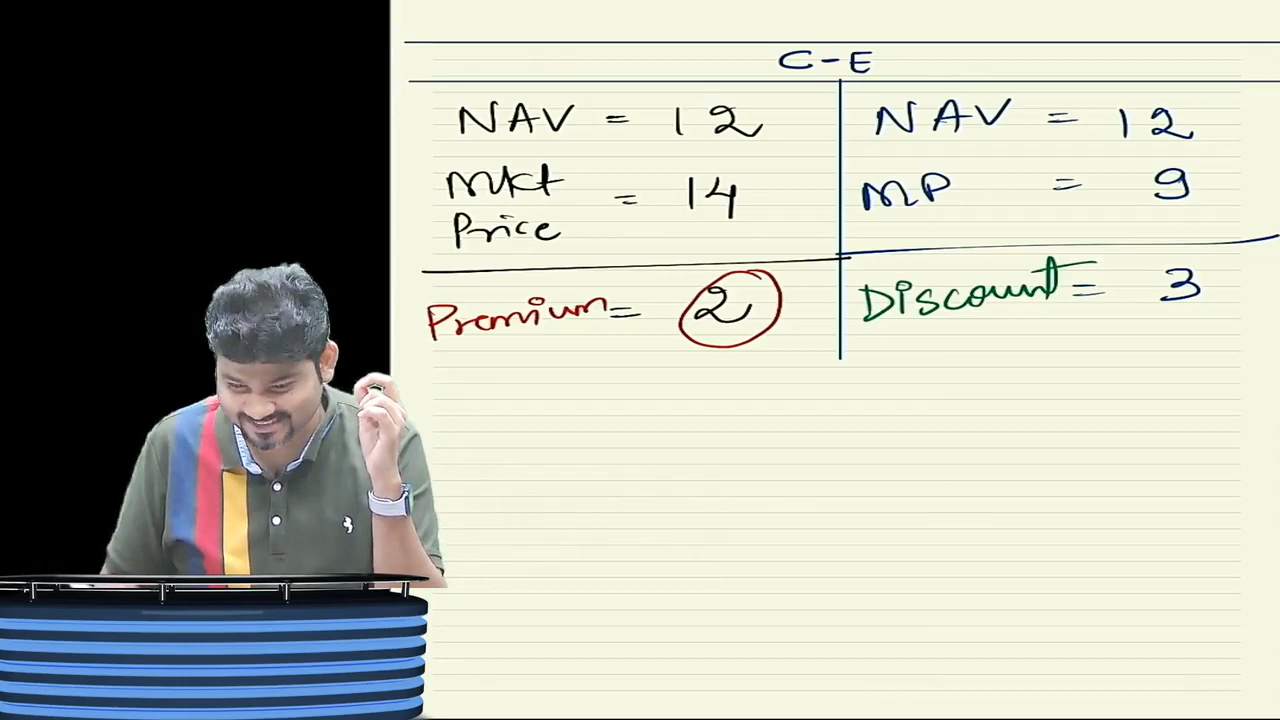 C-E
NAV = 12
Mkt Price = 14
Premium = 2
NAV = 12
MP = 9
Discount = 3